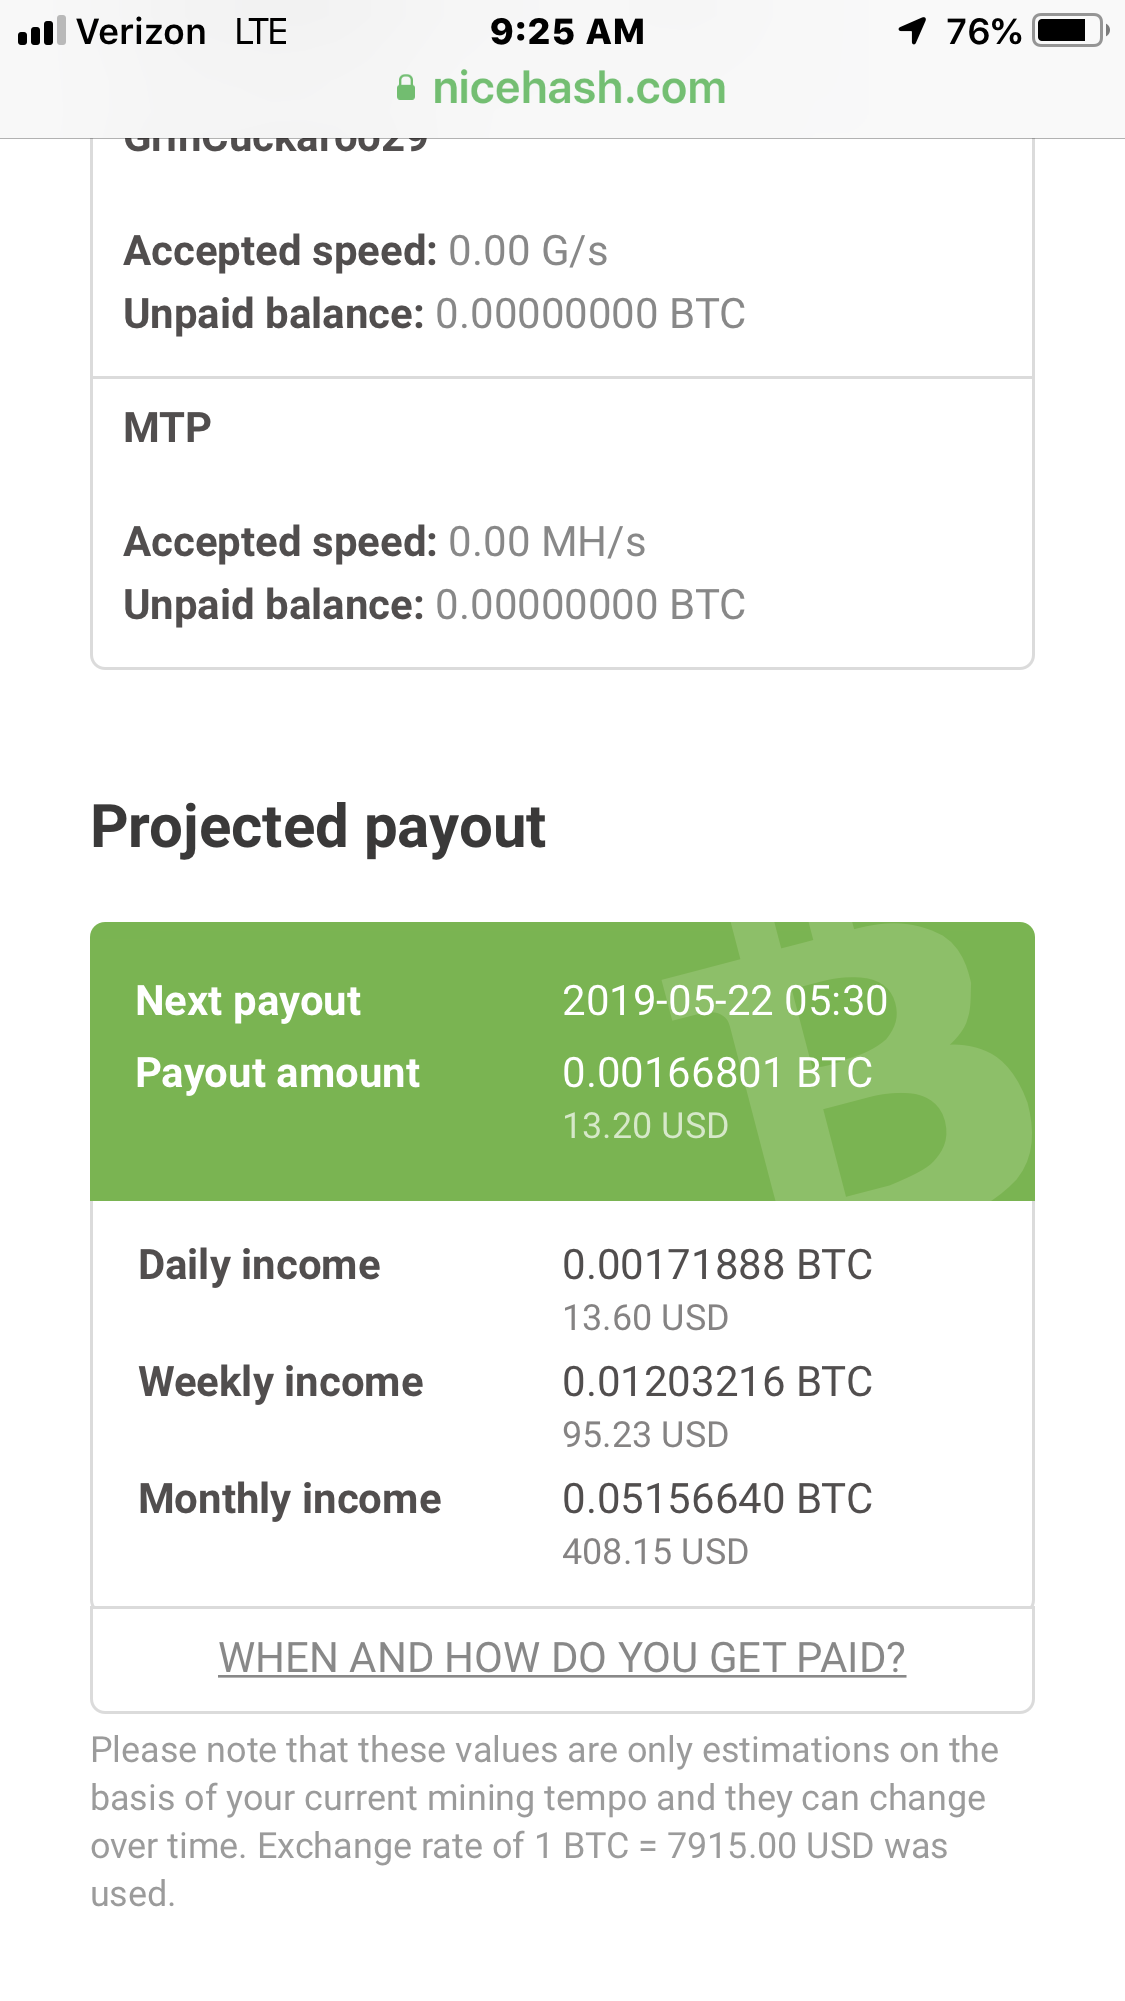 Verizon LTE 9:25 AM 76%
nicehash.com
GrinCuckaroo29
Accepted speed: 0.00 G/s
Unpaid balance: 0.00000000 BTC
MTP
Accepted speed: 0.00 MH/s
Unpaid balance: 0.00000000 BTC
Projected payout
Next payout 2019-05-22 05:30
Payout amount 0.00166801 BTC
13.20 USD
Daily income 0.00171888 BTC
13.60 USD
Weekly income 0.01203216 BTC
95.23 USD
Monthly income 0.05156640 BTC
408.15 USD
WHEN AND HOW DO YOU GET PAID?
Please note that these values are only estimations on the
basis of your current mining tempo and they can change
over time. Exchange rate of 1 BTC = 7915.00 USD was
used.